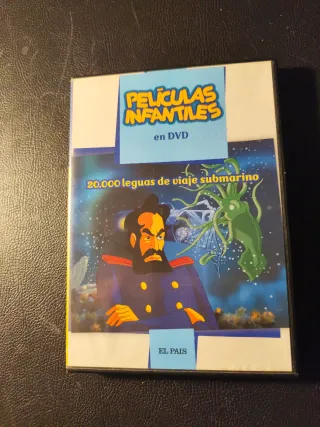 PELÍCULAS
INFANTILES
en DVD
20.000 leguas de viaje submarino
EL PAIS